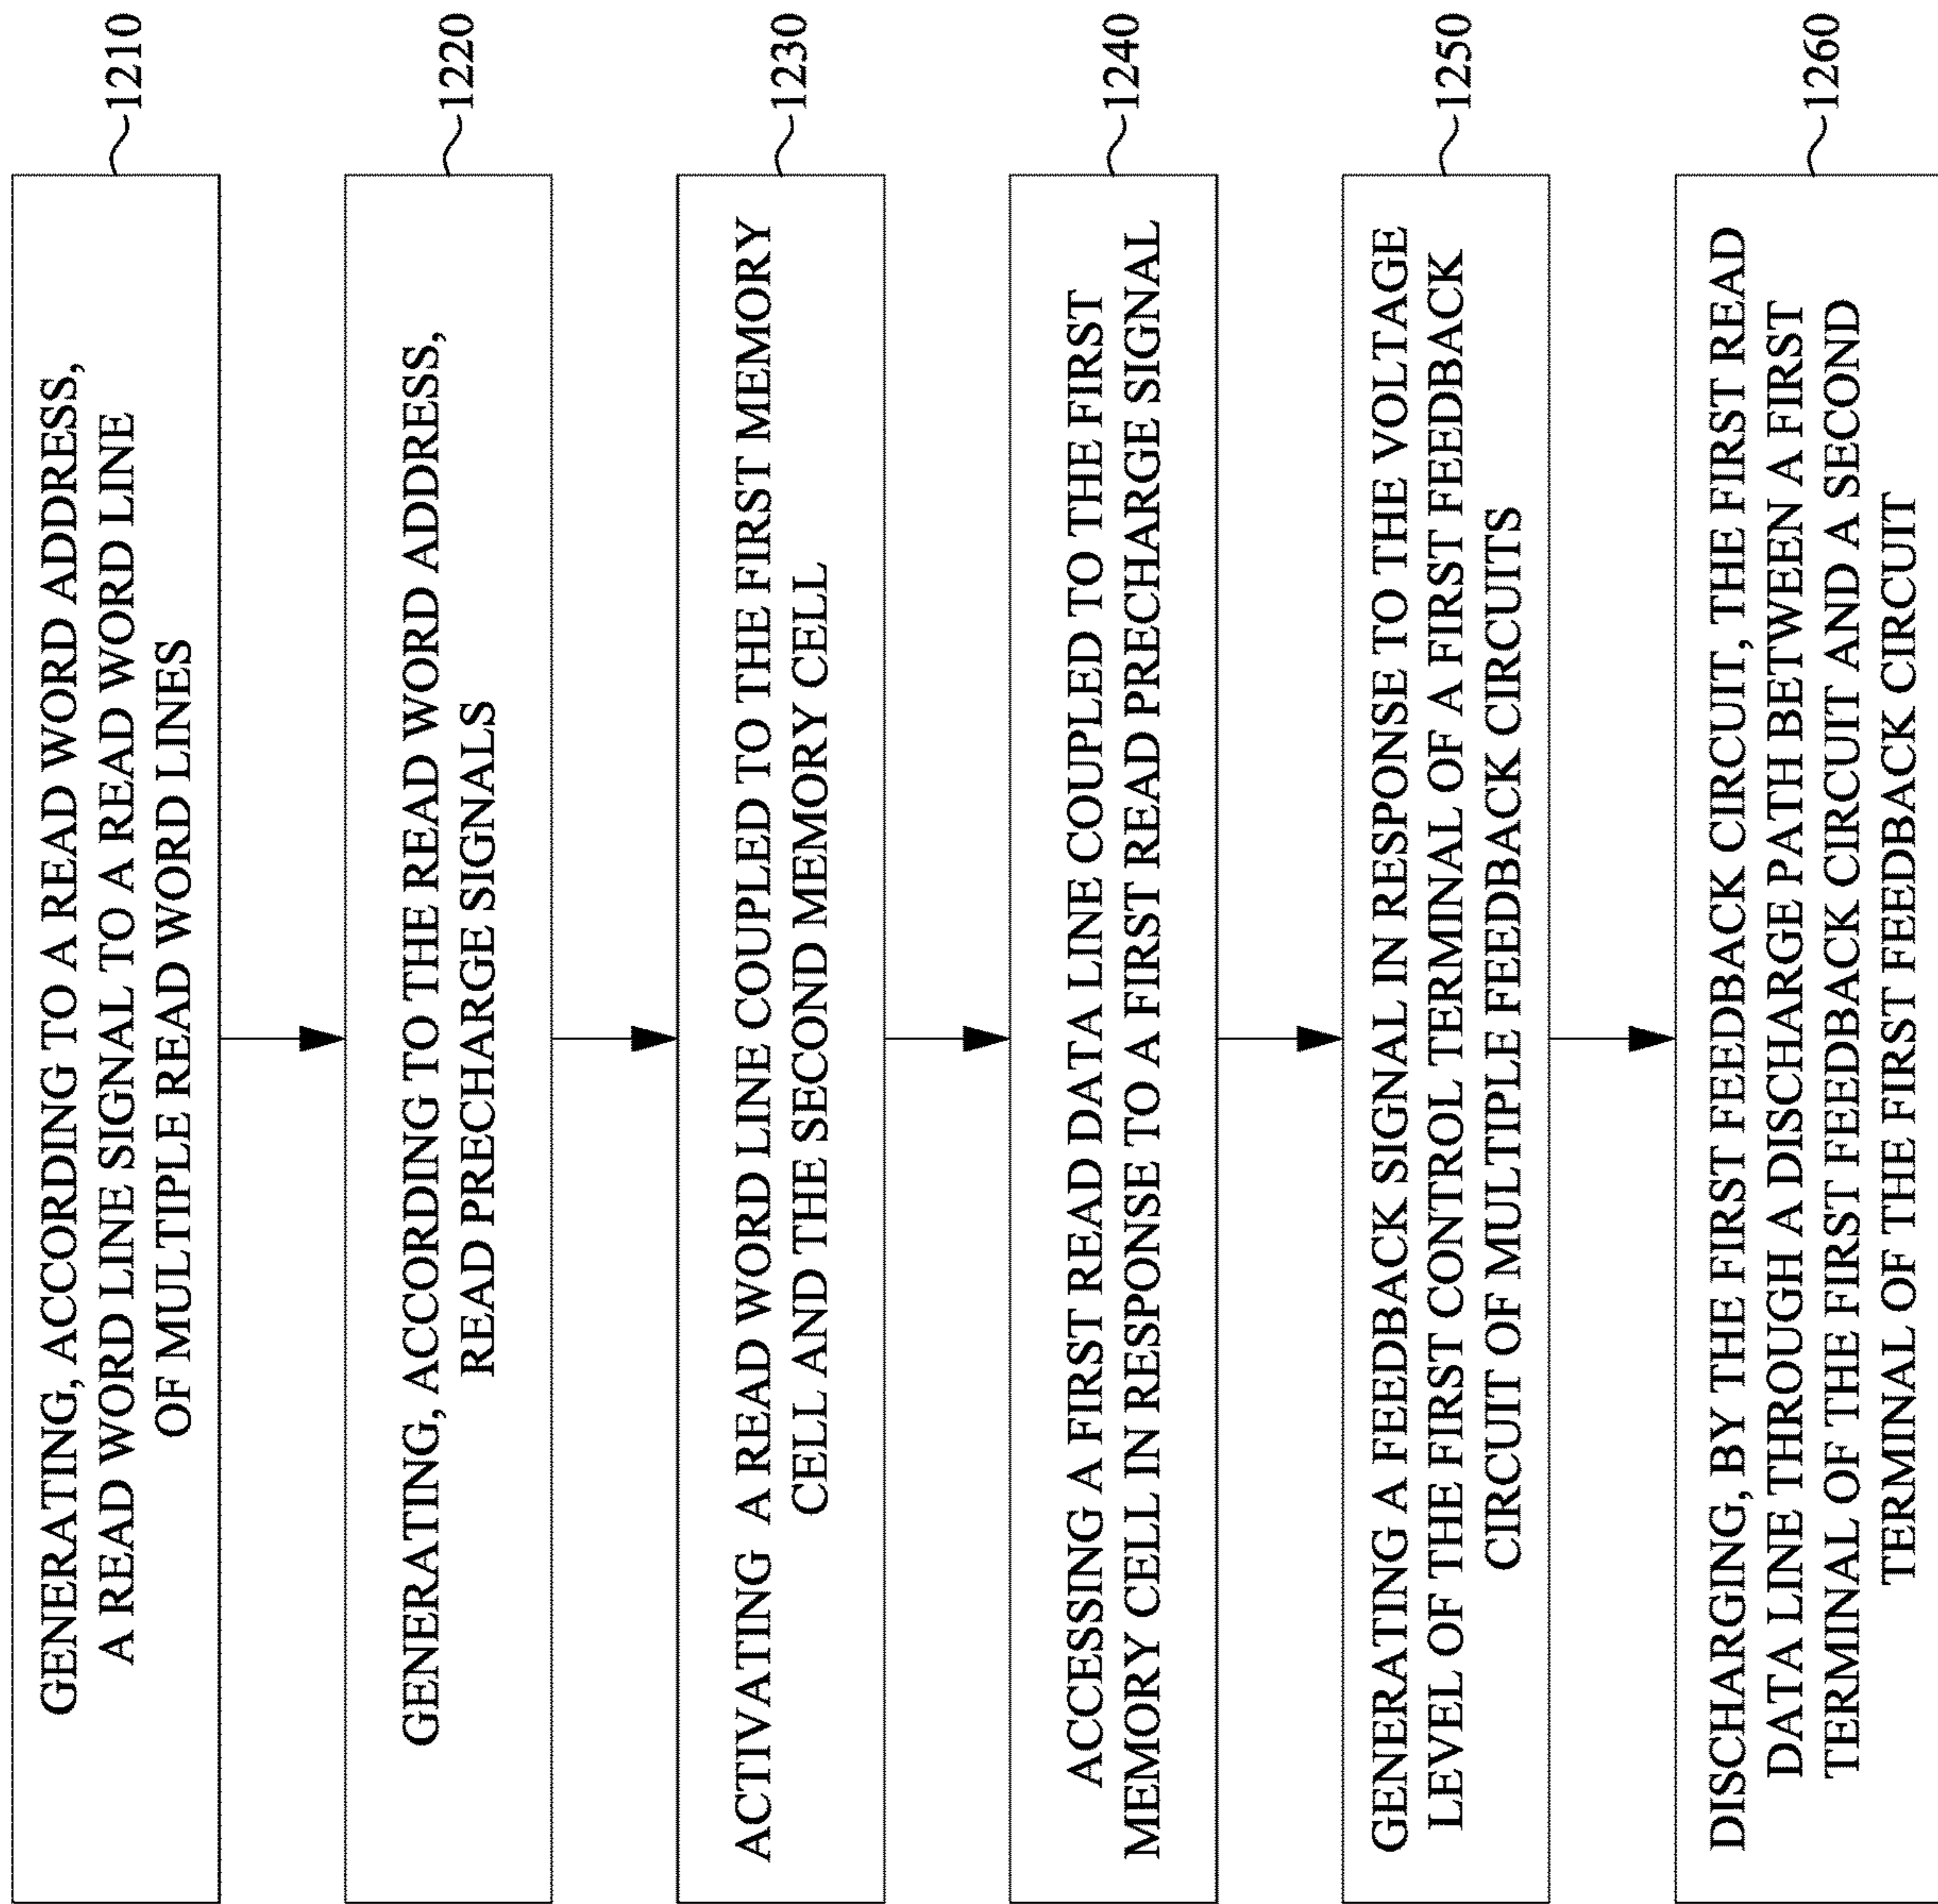 GENERATING, ACCORDING TO A READ WORD ADDRESS,
A READ WORD LINE SIGNAL TO A READ WORD LINE
OF MULTIPLE READ WORD LINES
1210
GENERATING, ACCORDING TO THE READ WORD ADDRESS,
READ PRECHARGE SIGNALS
1220
ACTIVATING A READ WORD LINE COUPLED TO THE FIRST MEMORY
CELL AND THE SECOND MEMORY CELL
1230
ACCESSING A FIRST READ DATA LINE COUPLED TO THE FIRST
MEMORY CELL IN RESPONSE TO A FIRST READ PRECHARGE SIGNAL
1240
GENERATING A FEEDBACK SIGNAL IN RESPONSE TO THE VOLTAGE
LEVEL OF THE FIRST CONTROL TERMINAL OF A FIRST FEEDBACK
CIRCUIT OF MULTIPLE FEEDBACK CIRCUITS
1250
DISCHARGING, BY THE FIRST FEEDBACK CIRCUIT, THE FIRST READ
DATA LINE THROUGH A DISCHARGE PATH BETWEEN A FIRST
TERMINAL OF THE FIRST FEEDBACK CIRCUIT AND A SECOND
TERMINAL OF THE FIRST FEEDBACK CIRCUIT
1260